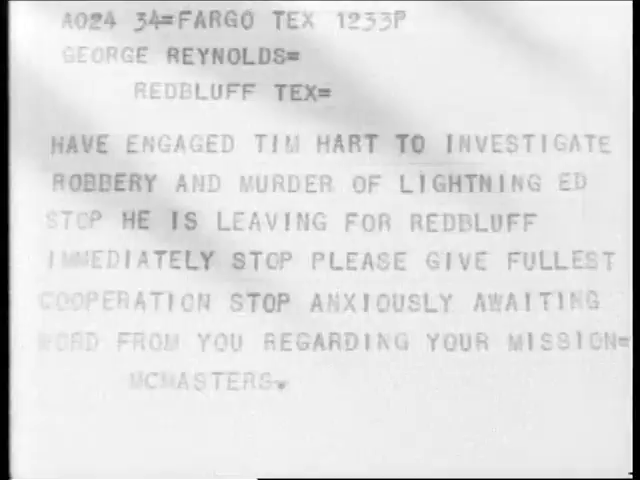 A024 34=FARGO TEX 1233P
GEORGE REYNOLDS=
REDBLUFF TEX=
HAVE ENGAGED TIM HART TO INVESTIGATE
ROBBERY AND MURDER OF LIGHTNING ED
STOP HE IS LEAVING FOR REDBLUFF
IMMEDIATELY STOP PLEASE GIVE FULLEST
COOPERATION STOP ANXIOUSLY AWAITING
WORD FROM YOU REGARDING YOUR MISSION=
MCMASTERS.